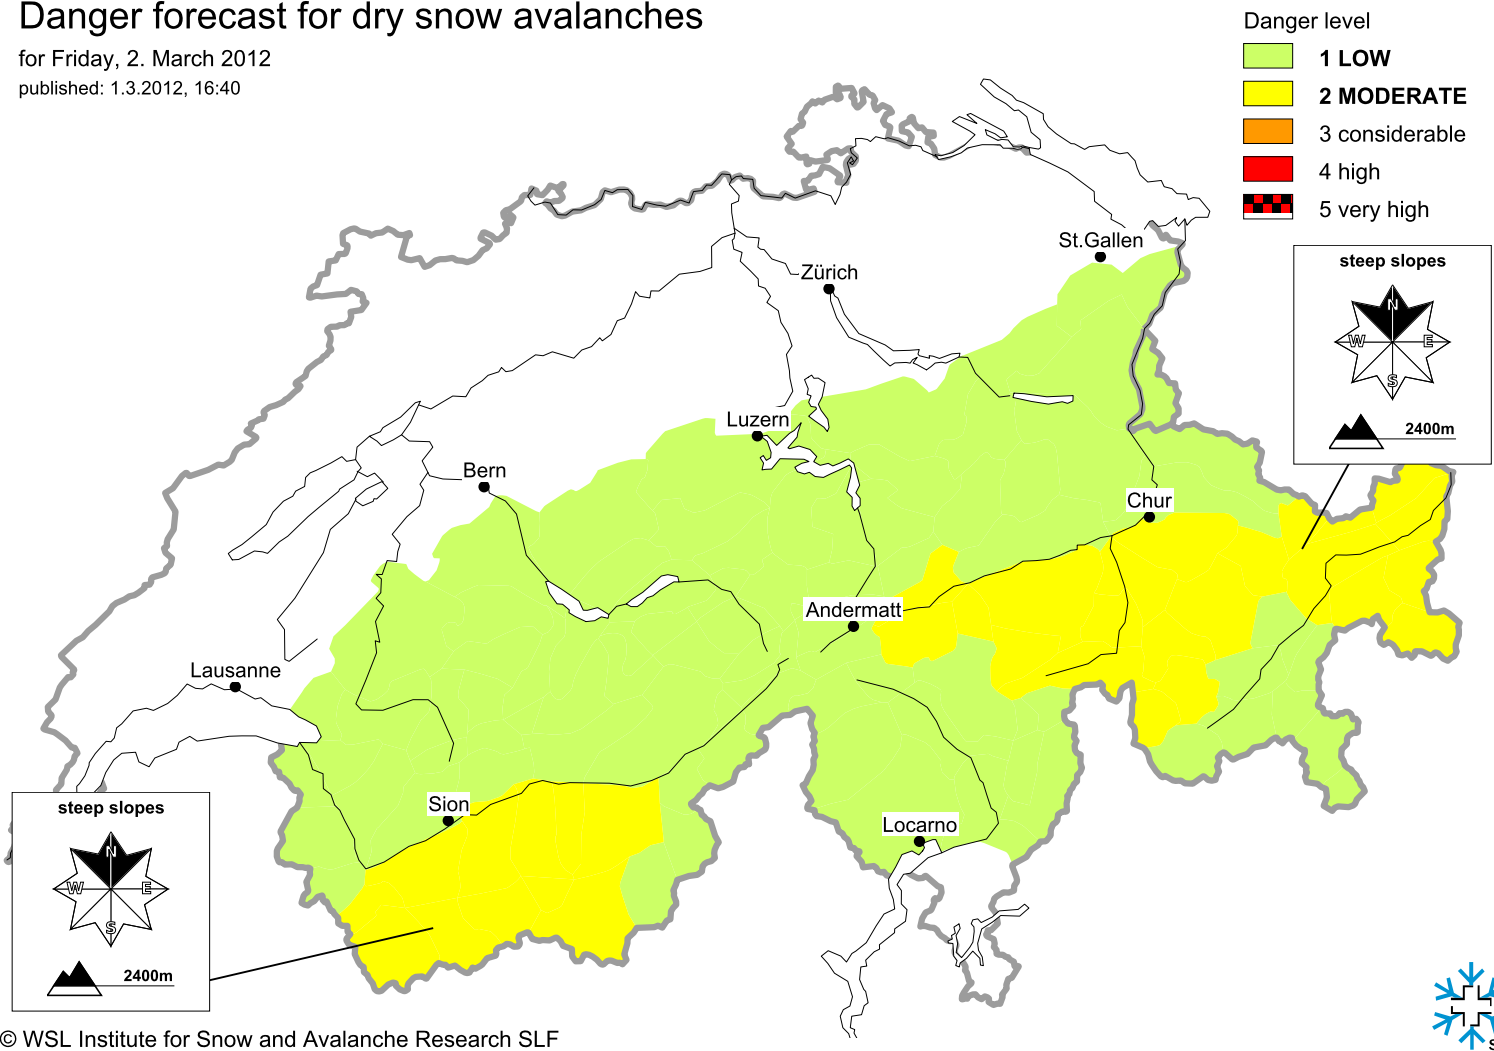 Danger forecast for dry snow avalanches
for Friday, 2. March 2012
published: 1.3.2012, 16:40
Danger level
1 LOW
2 MODERATE
3 considerable
4 high
5 very high
St.Gallen
Zürich
steep slopes
N
W E
S
2400m
Luzern
Bern
Chur
Andermatt
Lausanne
Sion
Locarno
steep slopes
N
W E
S
2400m
© WSL Institute for Snow and Avalanche Research SLF